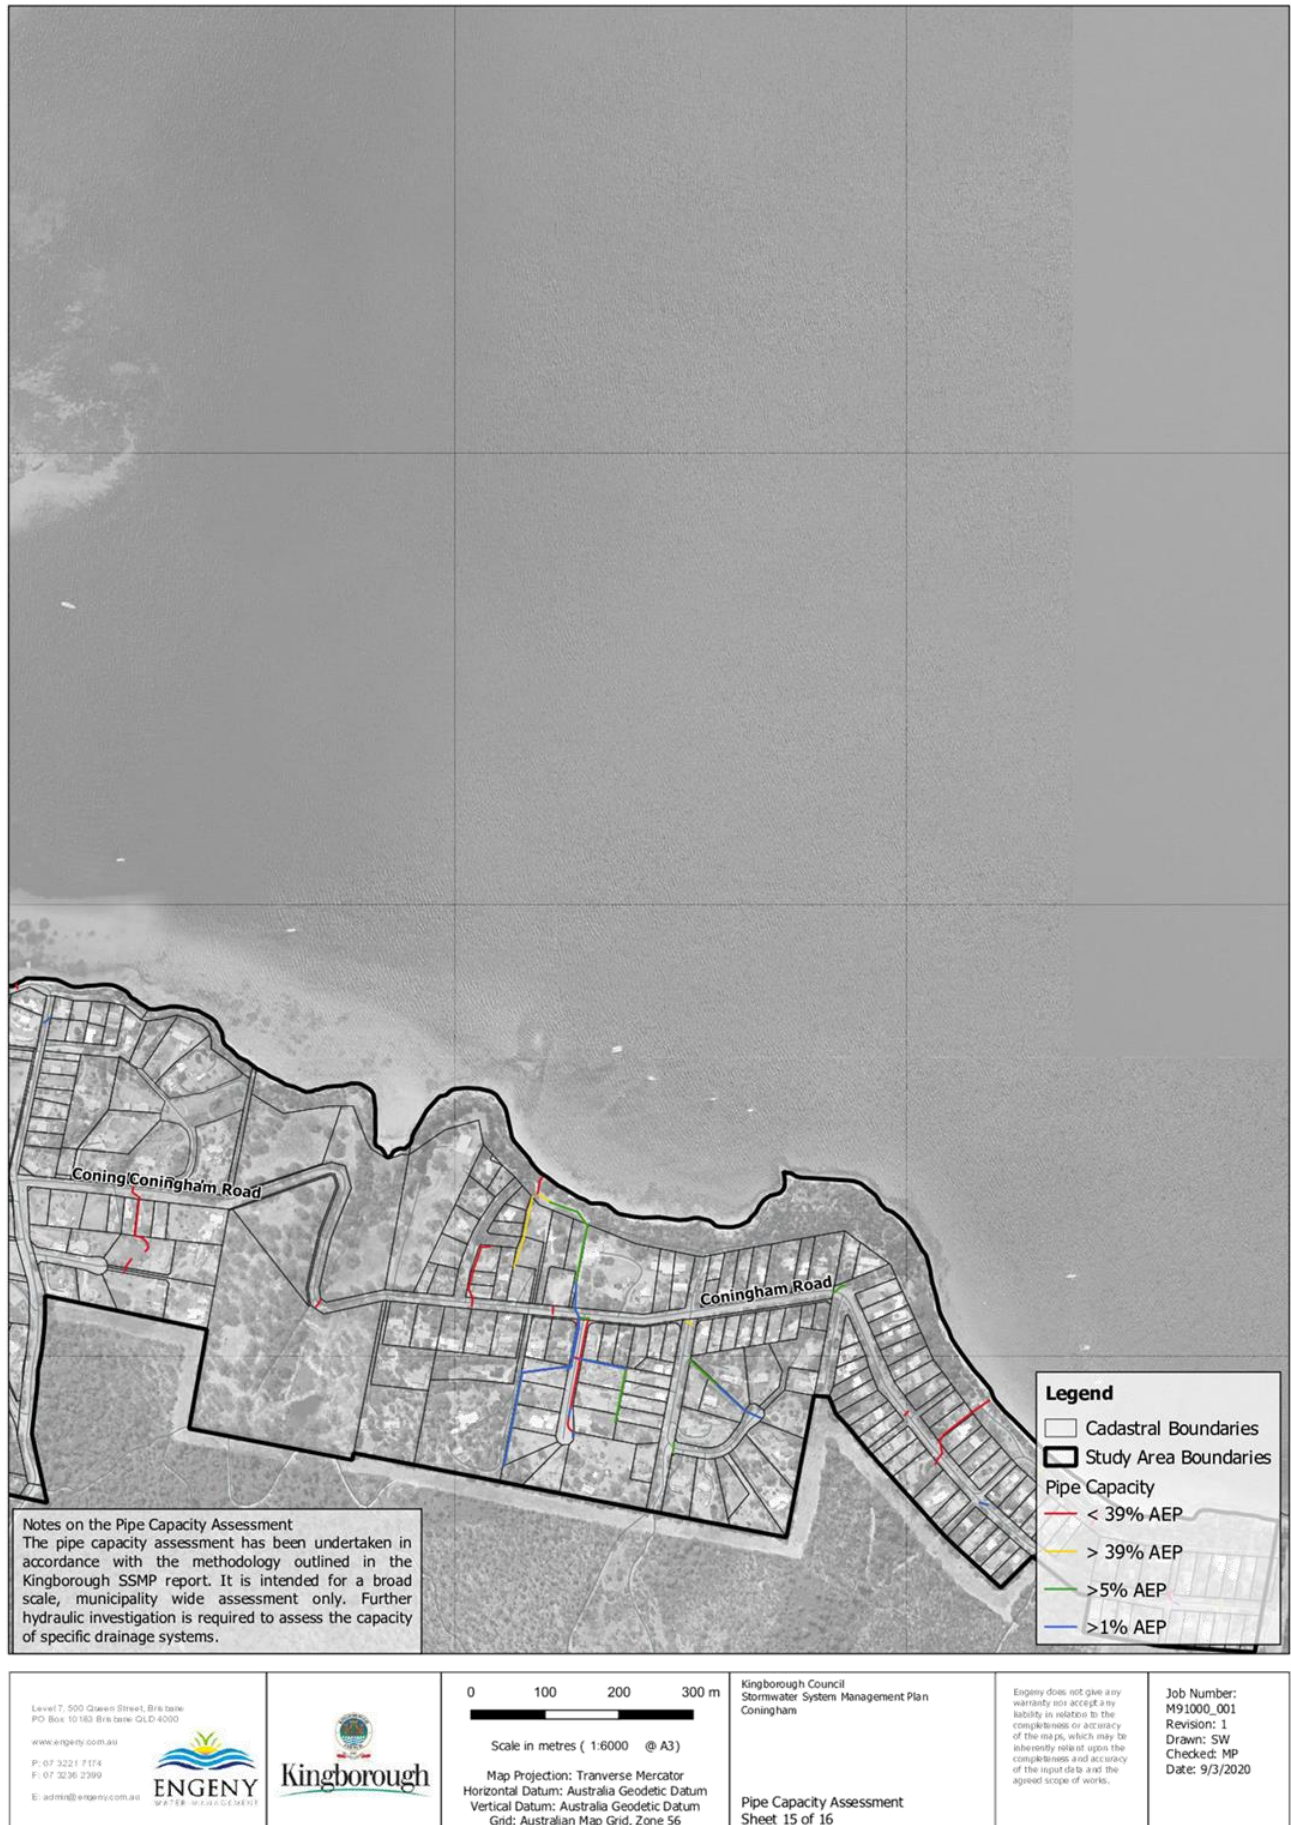 Coning
Coningham Road
Coningham Road
Legend
Cadastral Boundaries
Study Area Boundaries
Pipe Capacity
< 39% AEP
> 39% AEP
>5% AEP
>1% AEP
Notes on the Pipe Capacity Assessment
The pipe capacity assessment has been undertaken in
accordance with the methodology outlined in the
Kingborough SSMP report. It is intended for a broad
scale, municipality wide assessment only. Further
hydraulic investigation is required to assess the capacity
of specific drainage systems.
Level 7, 500 Queen Street, Brisbane
PO Box 10183 Brisbane QLD 4000
www.engeny.com.au
P: 07 3221 7174
F: 07 3236 2399
E: admin@engeny.com.au
ENGENY
WATER MANAGEMENT
Kingborough
0 100 200 300 m
Scale in metres ( 1:6000 @ A3)
Map Projection: Tranverse Mercator
Horizontal Datum: Australia Geodetic Datum
Vertical Datum: Australia Geodetic Datum
Grid: Australian Map Grid, Zone 56
Kingborough Council
Stormwater System Management Plan
Coningham
Pipe Capacity Assessment
Sheet 15 of 16
Engeny does not give any
warranty nor accept any
liability in relation to the
completeness or accuracy
of the maps, which may be
inherently reliant upon the
completeness and accuracy
of the input data and the
agreed scope of works.
Job Number:
M91000_001
Revision: 1
Drawn: SW
Checked: MP
Date: 9/3/2020